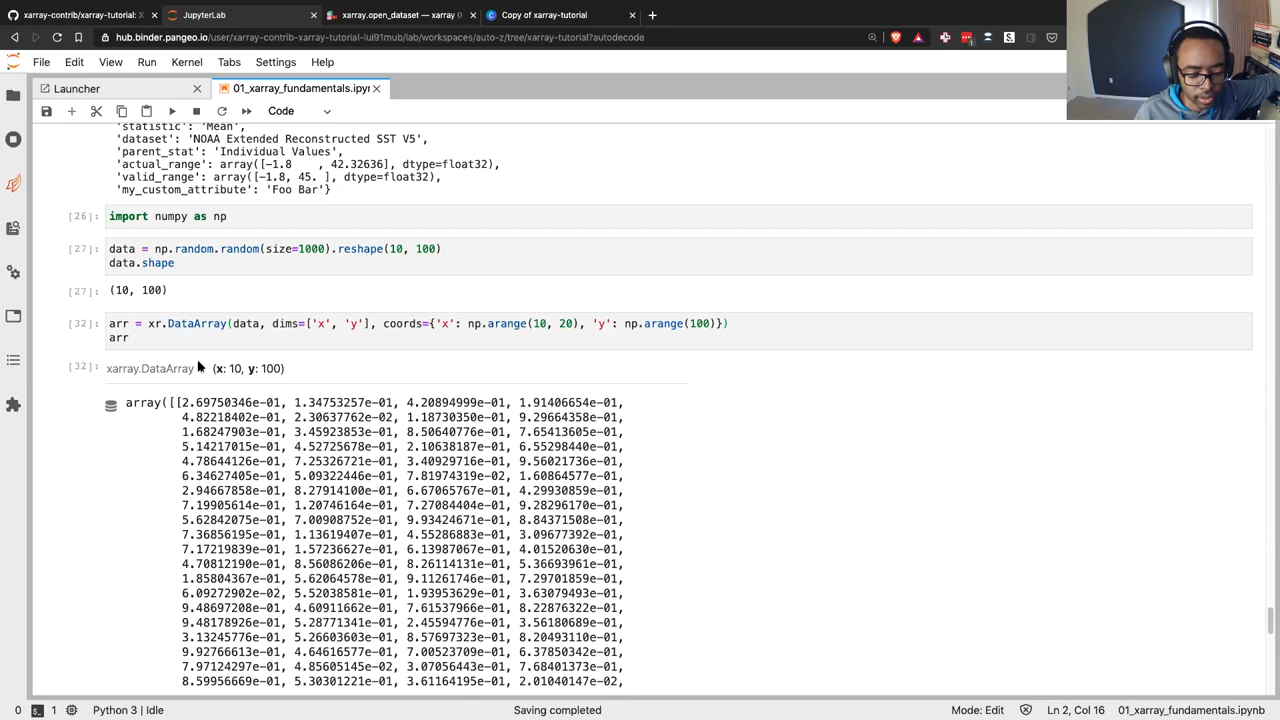 xarray-contrib/xarray-tutorial: X
JupyterLab
xarray.open_dataset — xarray 0
Copy of xarray-tutorial
hub.binder.pangeo.io/user/xarray-contrib-xarray-tutorial-lui91mub/lab/workspaces/auto-z/tree/xarray-tutorial?autodecode
File Edit View Run Kernel Tabs Settings Help
Launcher
01_xarray_fundamentals.ipynb
Code
'statistic': 'Mean',
'dataset': 'NOAA Extended Reconstructed SST V5',
'parent_stat': 'Individual Values',
'actual_range': array([-1.8    , 42.32636], dtype=float32),
'valid_range': array([-1.8, 45. ], dtype=float32),
'my_custom_attribute': 'Foo Bar'}
[26]: import numpy as np
[27]: data = np.random.random(size=1000).reshape(10, 100)
data.shape
[27]: (10, 100)
[32]: arr = xr.DataArray(data, dims=['x', 'y'], coords={'x': np.arange(10, 20), 'y': np.arange(100)})
arr
[32]: xarray.DataArray (x: 10, y: 100)
array([[2.69750346e-01, 1.34753257e-01, 4.20894999e-01, 1.91406654e-01,
4.82218402e-01, 2.30637762e-02, 1.18730350e-01, 9.29664358e-01,
1.68247903e-01, 3.45923853e-01, 8.50640776e-01, 7.65413605e-01,
5.14217015e-01, 4.52725678e-01, 2.10638187e-01, 6.55298440e-01,
4.78644126e-01, 7.25326721e-01, 3.40929716e-01, 9.56021736e-01,
6.34627405e-01, 5.09322446e-01, 7.81974319e-02, 1.60864577e-01,
2.94667858e-01, 8.27914100e-01, 6.67065767e-01, 4.29930859e-01,
7.19905614e-01, 1.20746164e-01, 7.27084404e-01, 9.28296170e-01,
5.62842075e-01, 7.00908752e-01, 9.93424671e-01, 8.84371508e-01,
7.36856195e-01, 1.13619407e-01, 4.55286883e-01, 3.09677392e-01,
7.17219839e-01, 1.57236627e-01, 6.13987067e-01, 4.01520630e-01,
4.70812190e-01, 8.56086206e-01, 8.26114131e-01, 5.36693961e-01,
1.85804367e-01, 5.62064578e-01, 9.11261746e-01, 7.29701859e-01,
6.09272902e-02, 5.52038581e-01, 1.93953629e-01, 3.63079493e-01,
9.48697208e-01, 4.60911662e-01, 7.61537966e-01, 8.22876322e-01,
9.48178926e-01, 5.28771341e-01, 2.45594776e-01, 3.56180689e-01,
3.13245776e-01, 5.26603603e-01, 8.57697323e-01, 8.20493110e-01,
9.92766613e-01, 4.64616577e-01, 7.00523709e-01, 6.37850342e-01,
7.97124297e-01, 4.85605145e-02, 3.07056443e-01, 7.68401373e-01,
8.59956669e-01, 5.30301221e-01, 3.61164195e-01, 2.01040147e-02,
0 1 Python 3 | Idle Saving completed Mode: Edit Ln 2, Col 16 01_xarray_fundamentals.ipynb